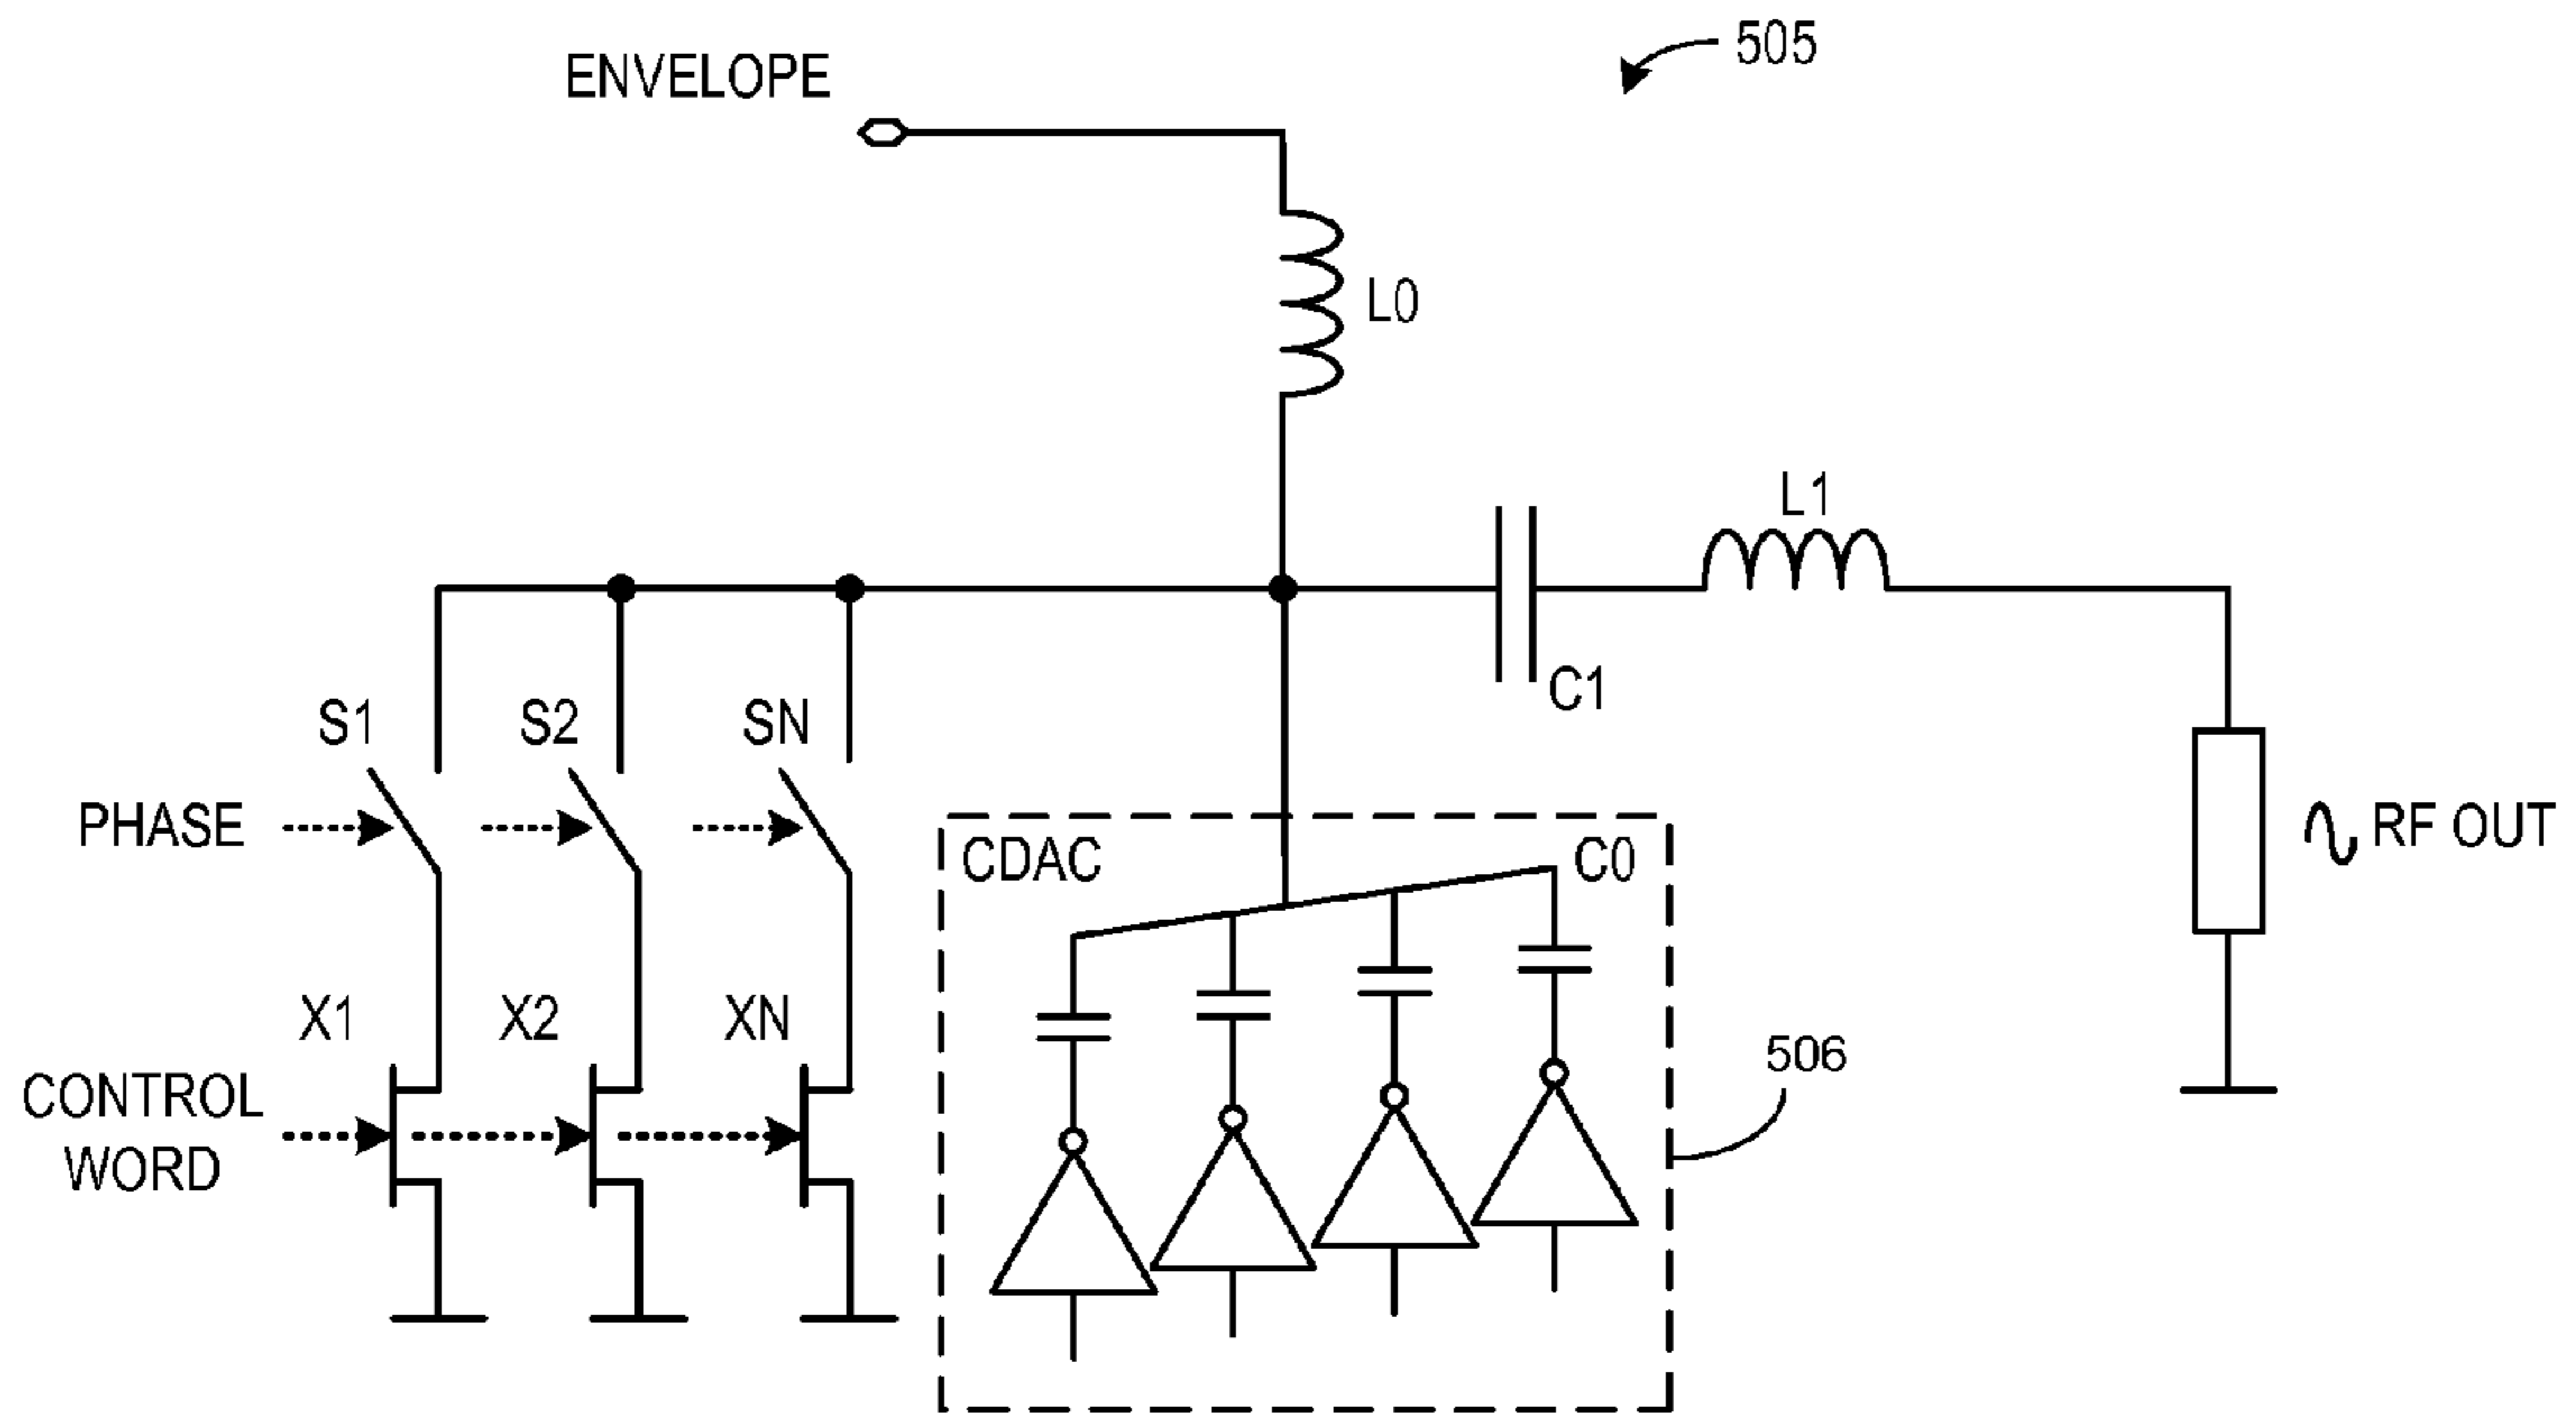 505
ENVELOPE
L0
L1
C1
S1
S2
SN
PHASE
CDAC
C0
RF OUT
X1
X2
XN
CONTROL
WORD
506